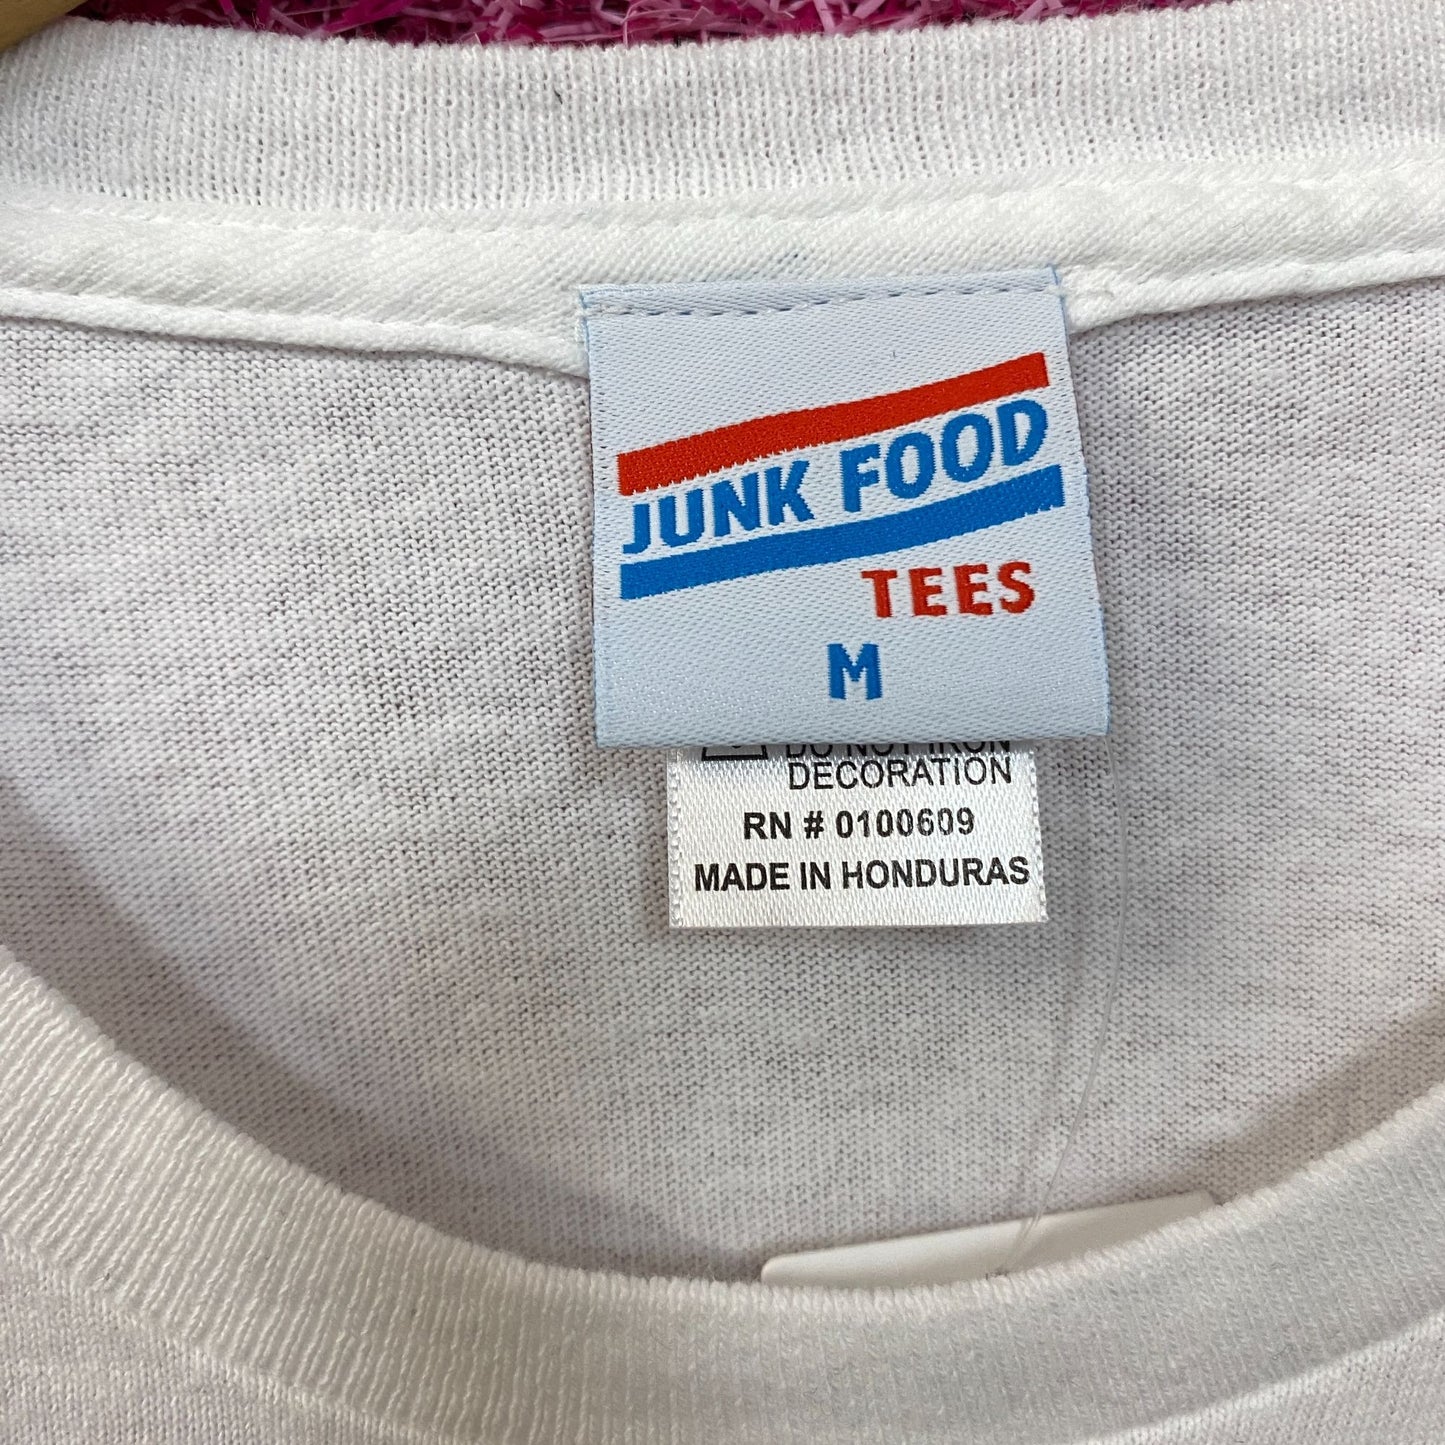 JUNK FOOD
TEES
M
DO NOT IRON
DECORATION
RN # 0100609
MADE IN HONDURAS